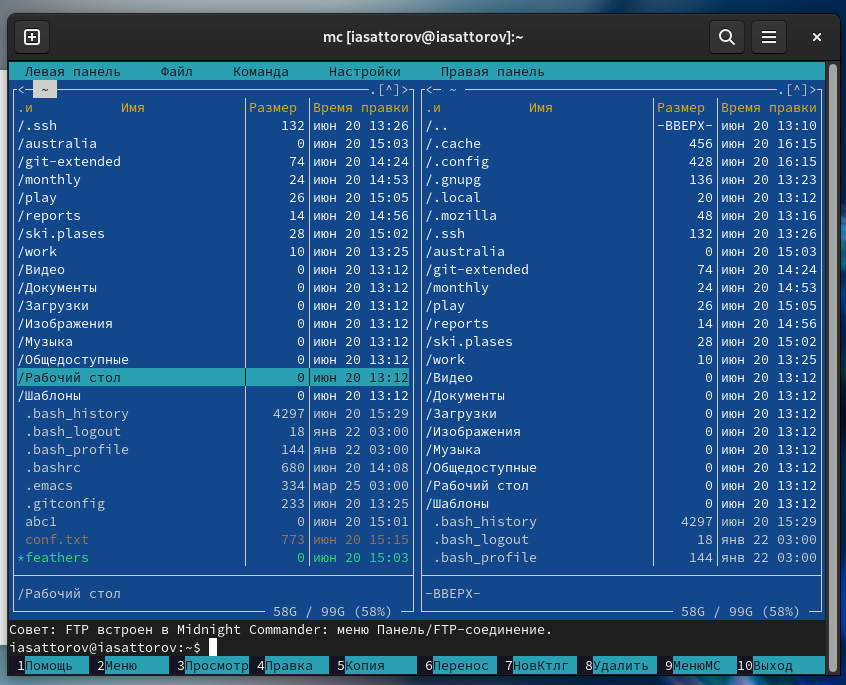 mc [iasattorov@iasattorov]:~
Левая панель Файл Команда Настройки Правая панель
<─ ~ .[^]> <─ ~ .[^]>
.и Имя Размер Время правки .и Имя Размер Время правки
/.ssh 132 июн 20 13:26 /.. -ВВЕРХ- июн 20 13:10
/australia 0 июн 20 15:03 /.cache 456 июн 20 16:15
/git-extended 74 июн 20 14:24 /.config 428 июн 20 16:15
/monthly 24 июн 20 14:53 /.gnupg 136 июн 20 13:23
/play 26 июн 20 15:05 /.local 20 июн 20 13:12
/reports 14 июн 20 14:56 /.mozilla 48 июн 20 13:16
/ski.plases 28 июн 20 15:02 /.ssh 132 июн 20 13:26
/work 10 июн 20 13:25 /australia 0 июн 20 15:03
/Видео 0 июн 20 13:12 /git-extended 74 июн 20 14:24
/Документы 0 июн 20 13:12 /monthly 24 июн 20 14:53
/Загрузки 0 июн 20 13:12 /play 26 июн 20 15:05
/Изображения 0 июн 20 13:12 /reports 14 июн 20 14:56
/Музыка 0 июн 20 13:12 /ski.plases 28 июн 20 15:02
/Общедоступные 0 июн 20 13:12 /work 10 июн 20 13:25
/Рабочий стол 0 июн 20 13:12 /Видео 0 июн 20 13:12
/Шаблоны 0 июн 20 13:12 /Документы 0 июн 20 13:12
.bash_history 4297 июн 20 15:29 /Загрузки 0 июн 20 13:12
.bash_logout 18 янв 22 03:00 /Изображения 0 июн 20 13:12
.bash_profile 144 янв 22 03:00 /Музыка 0 июн 20 13:12
.bashrc 680 июн 20 14:08 /Общедоступные 0 июн 20 13:12
.emacs 334 мар 25 03:00 /Рабочий стол 0 июн 20 13:12
.gitconfig 233 июн 20 13:25 /Шаблоны 0 июн 20 13:12
abc1 0 июн 20 15:01 .bash_history 4297 июн 20 15:29
conf.txt 773 июн 20 15:15 .bash_logout 18 янв 22 03:00
*feathers 0 июн 20 15:03 .bash_profile 144 янв 22 03:00
/Рабочий стол -ВВЕРХ-
58G / 99G (58%) 58G / 99G (58%)
Совет: FTP встроен в Midnight Commander: меню Панель/FTP-соединение.
iasattorov@iasattorov:~$
1Помощь 2Меню 3Просмотр 4Правка 5Копия 6Перенос 7НовКтлг 8Удалить 9МенюМС 10Выход